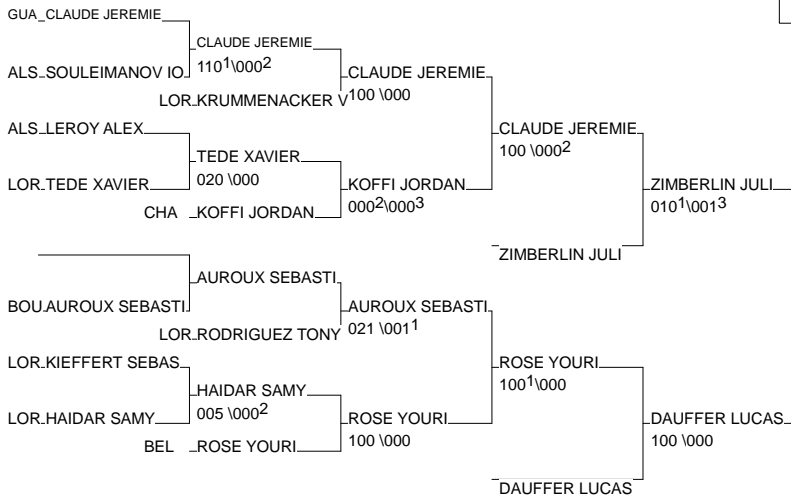 GUA CLAUDE JEREMIE
CLAUDE JEREMIE
110¹\000²
ALS SOULEIMANOV IO
CLAUDE JEREMIE
100 \000
LOR KRUMMENACKER V
ALS LEROY ALEX
CLAUDE JEREMIE
100 \000²
TEDE XAVIER
020 \000
LOR TEDE XAVIER
KOFFI JORDAN
000²\000³
ZIMBERLIN JULI
010¹\001³
CHA KOFFI JORDAN
ZIMBERLIN JULI
AUROUX SEBASTI
BOU AUROUX SEBASTI
AUROUX SEBASTI
021 \001¹
LOR RODRIGUEZ TONY
LOR KIEFFERT SEBAS
ROSE YOURI
100¹\000
HAIDAR SAMY
005 \000²
LOR HAIDAR SAMY
ROSE YOURI
100 \000
DAUFFER LUCAS
100 \000
BEL ROSE YOURI
DAUFFER LUCAS